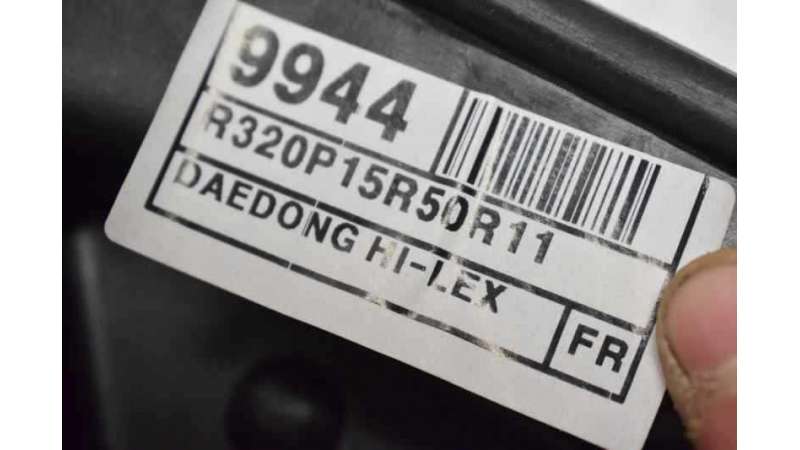 9944
R320P15R50R11
DAEDONG HI-LEX
FR